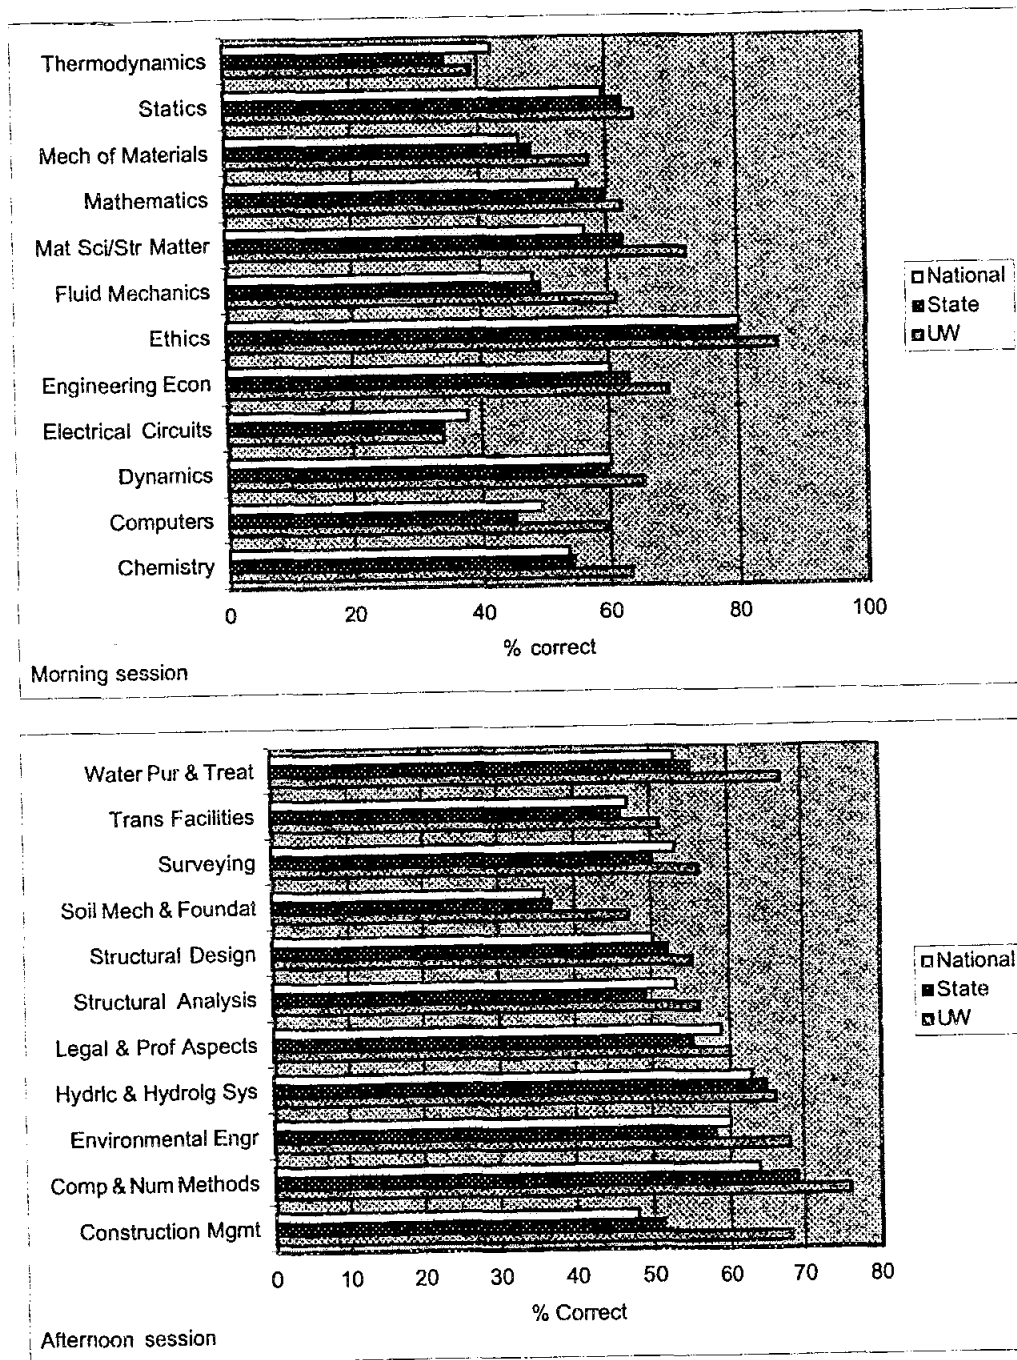 Thermodynamics
Statics
Mech of Materials
Mathematics
Mat Sci/Str Matter
Fluid Mechanics
Ethics
Engineering Econ
Electrical Circuits
Dynamics
Computers
Chemistry
0 20 40 60 80 100
% correct
Morning session
National
State
UW
Water Pur & Treat
Trans Facilities
Surveying
Soil Mech & Foundat
Structural Design
Structural Analysis
Legal & Prof Aspects
Hydrlc & Hydrolg Sys
Environmental Engr
Comp & Num Methods
Construction Mgmt
0 10 20 30 40 50 60 70 80
% Correct
Afternoon session
National
State
UW